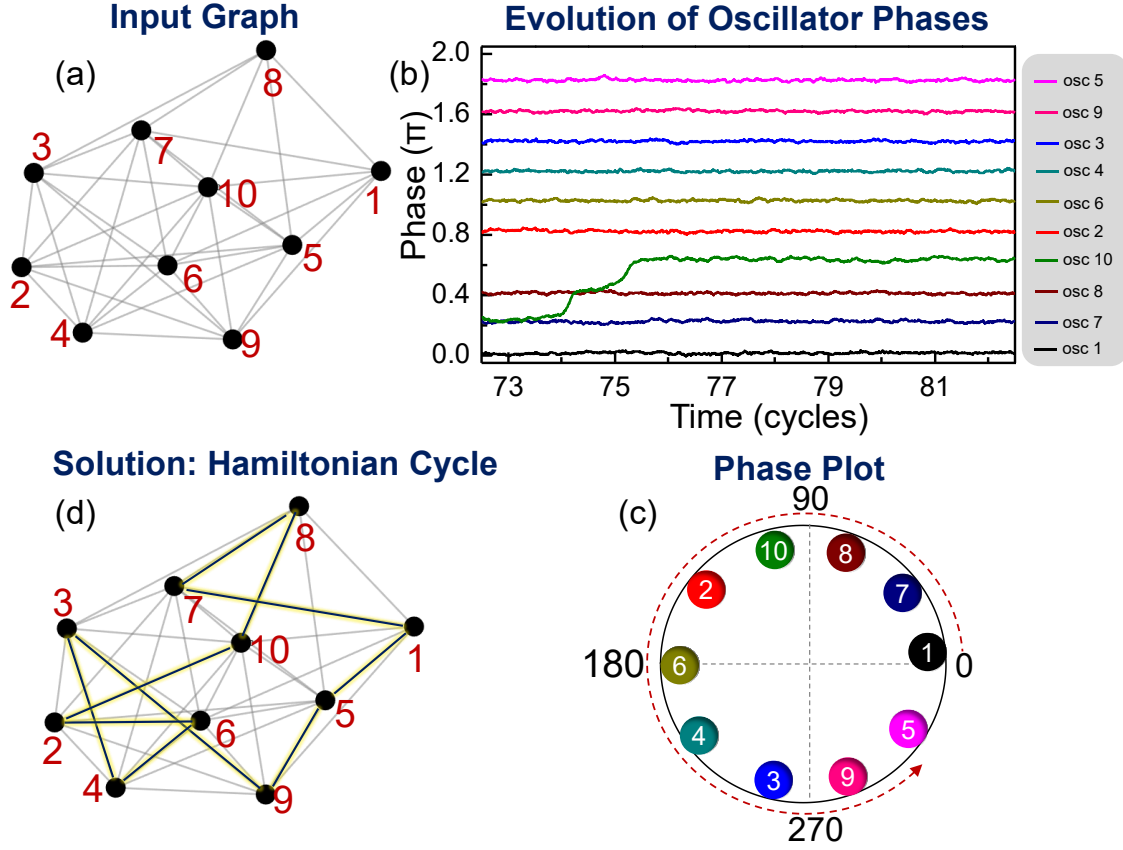 Input Graph
(a)
8
7
3
10
1
5
6
2
4
9
Evolution of Oscillator Phases
(b)
Phase (π)
2.0
1.6
1.2
0.8
0.4
0.0
73
75
77
79
81
Time (cycles)
osc 5
osc 9
osc 3
osc 4
osc 6
osc 2
osc 10
osc 8
osc 7
osc 1
Solution: Hamiltonian Cycle
(d)
8
7
3
10
1
5
6
2
4
9
Phase Plot
(c)
90
10
8
2
7
180
6
1
0
4
5
3
9
270